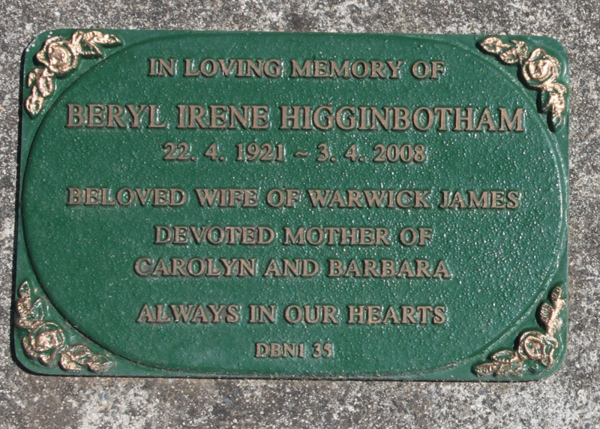 IN LOVING MEMORY OF
BERYL IRENE HIGGINBOTHAM
22. 4. 1921 ~ 3. 4. 2008
BELOVED WIFE OF WARWICK JAMES
DEVOTED MOTHER OF
CAROLYN AND BARBARA
ALWAYS IN OUR HEARTS
DBN1 35